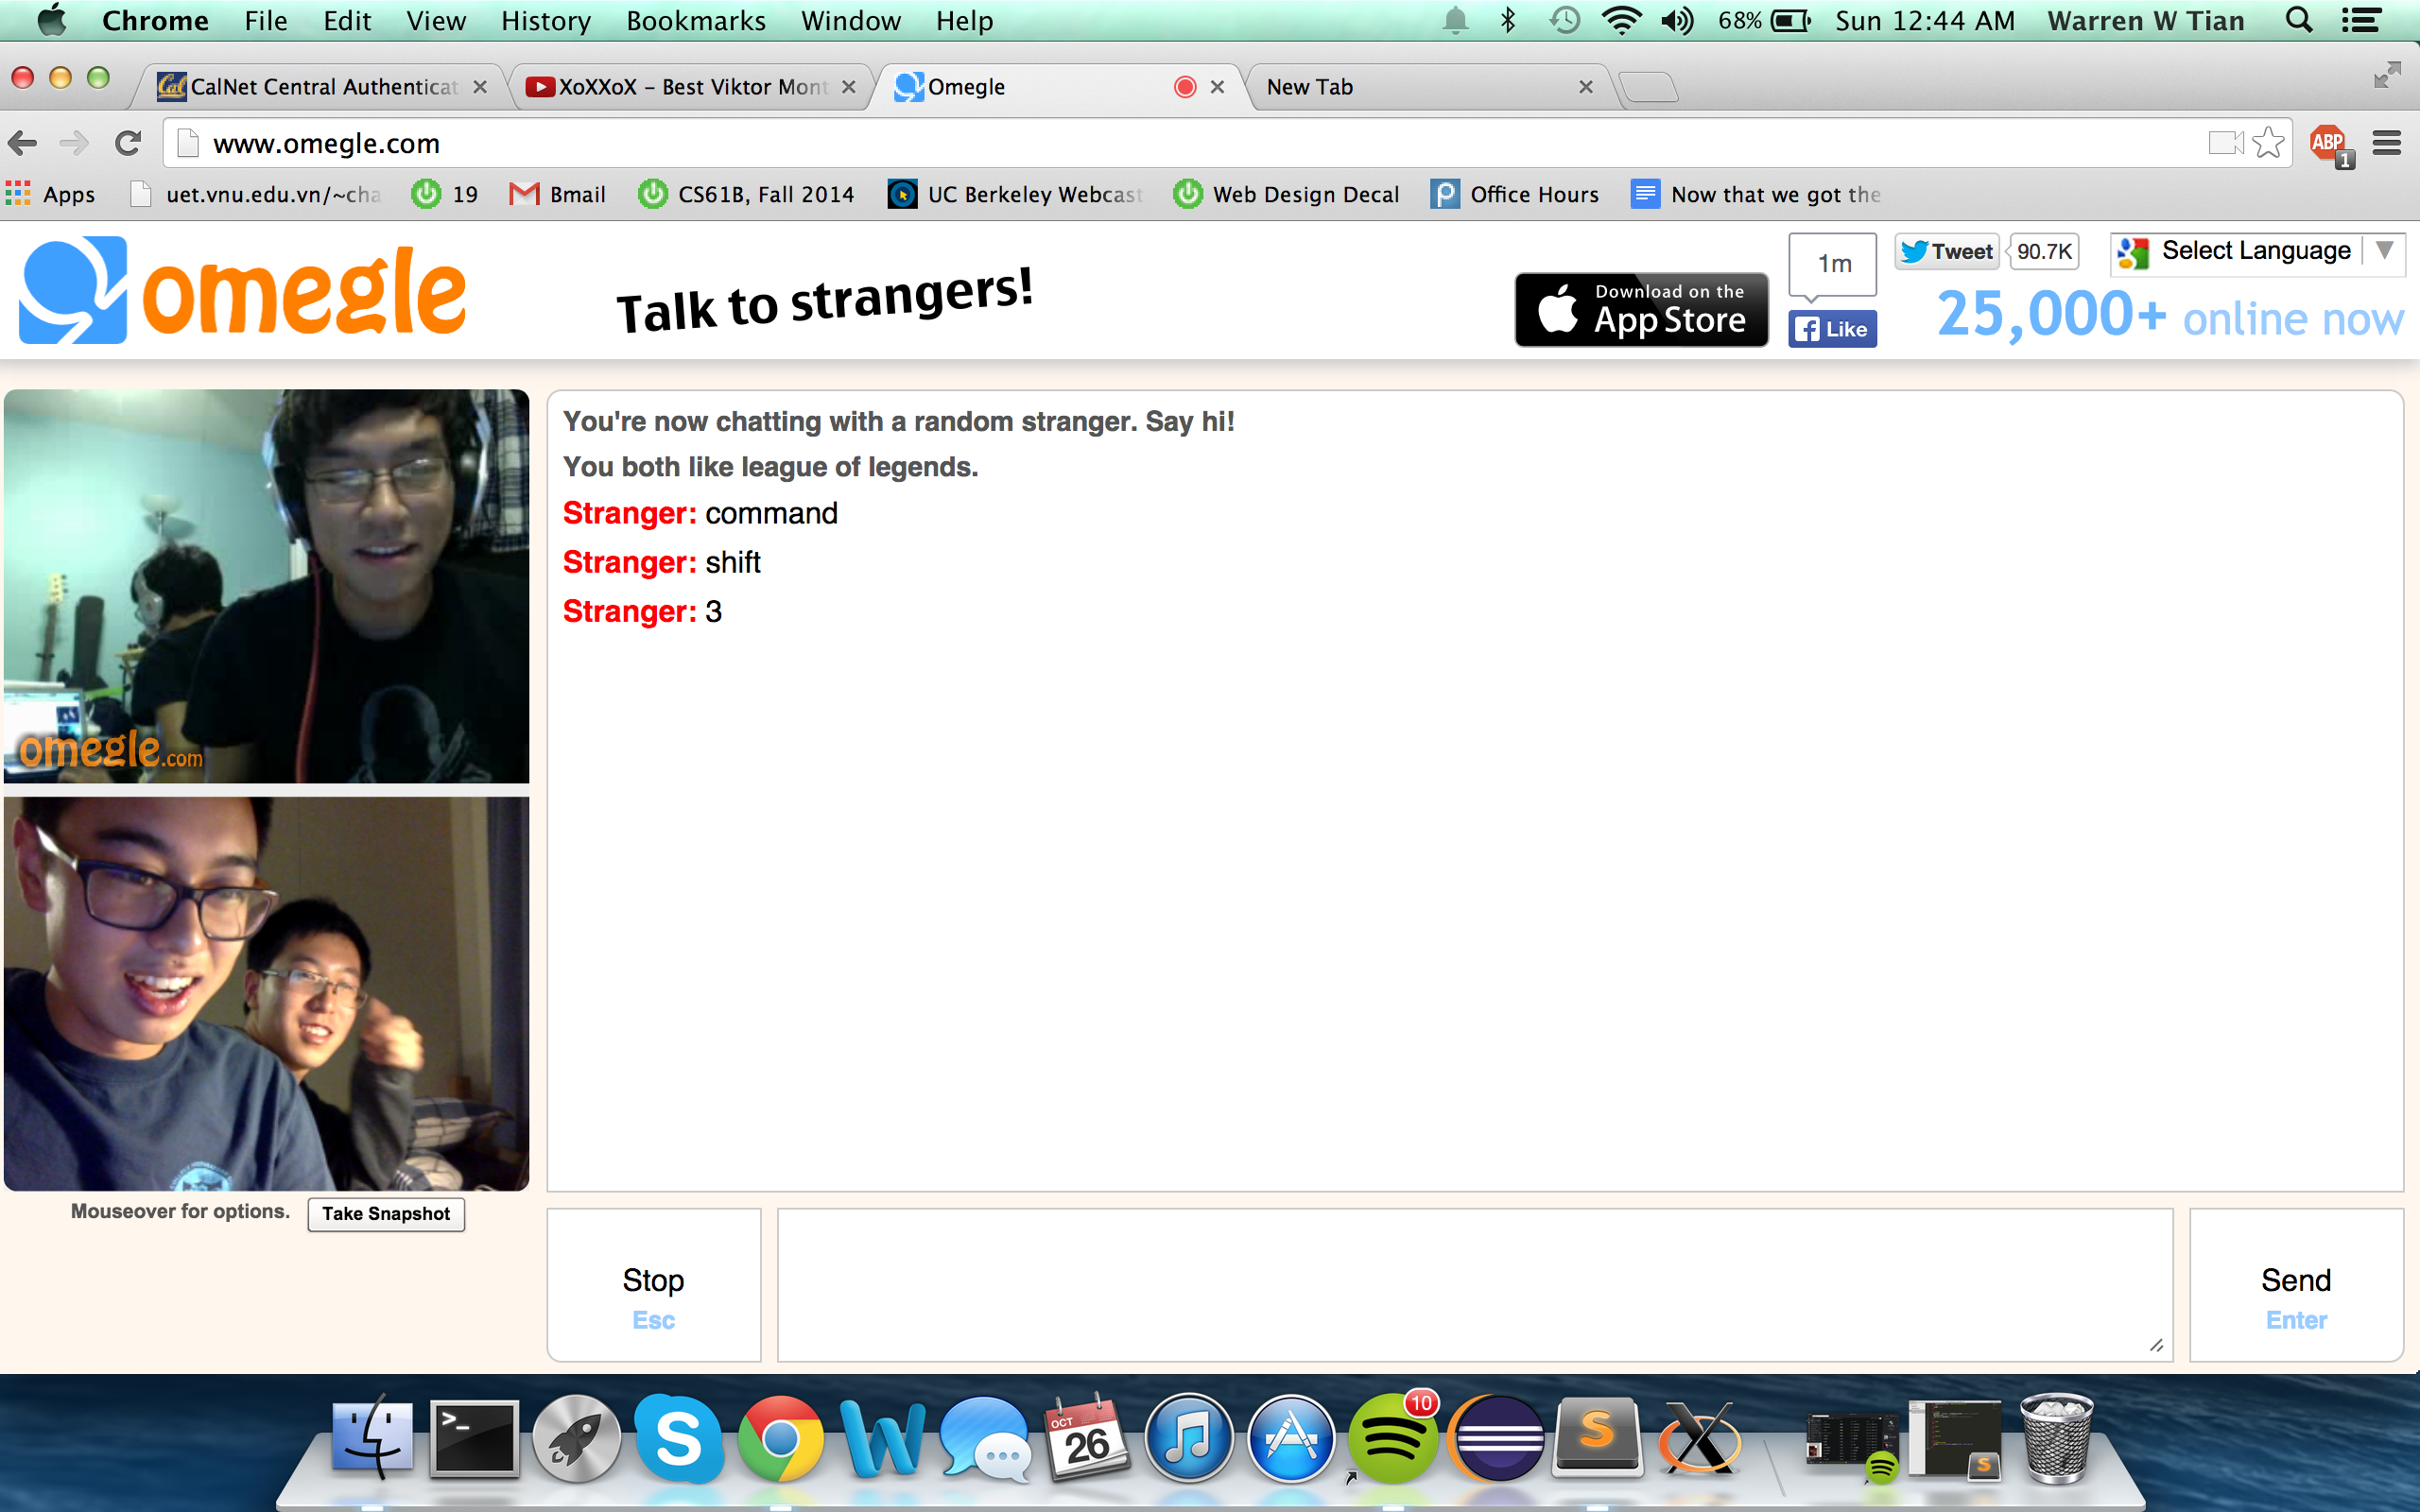 Chrome File Edit View History Bookmarks Window Help 68% Sun 12:44 AM Warren W Tian
CalNet Central Authenticat XoXXoX – Best Viktor Mont Omegle New Tab
www.omegle.com ABP 1
Apps uet.vnu.edu.vn/~cha 19 Bmail CS61B, Fall 2014 UC Berkeley Webcast Web Design Decal Office Hours Now that we got the
omegle Talk to strangers! Download on the App Store 1m Like Tweet 90.7K Select Language
25,000+ online now
You're now chatting with a random stranger. Say hi!
You both like league of legends.
Stranger: command
Stranger: shift
Stranger: 3
omegle.com
Mouseover for options. Take Snapshot
Stop Send
Esc Enter
10
OCT
26